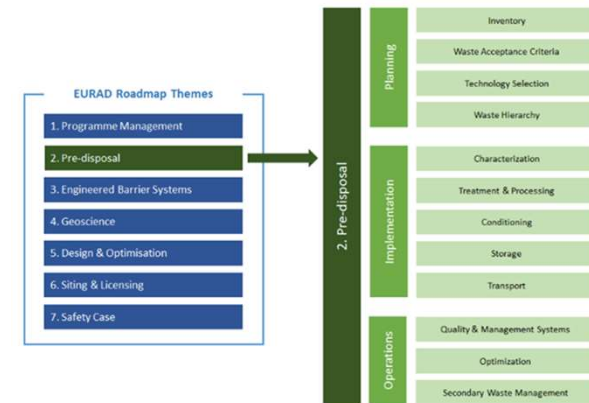 EURAD Roadmap Themes
1. Programme Management
2. Pre-disposal
3. Engineered Barrier Systems
4. Geoscience
5. Design & Optimisation
6. Siting & Licensing
7. Safety Case
2. Pre-disposal
Planning
Inventory
Waste Acceptance Criteria
Technology Selection
Waste Hierarchy
Implementation
Characterization
Treatment & Processing
Conditioning
Storage
Transport
Operations
Quality & Management Systems
Optimization
Secondary Waste Management